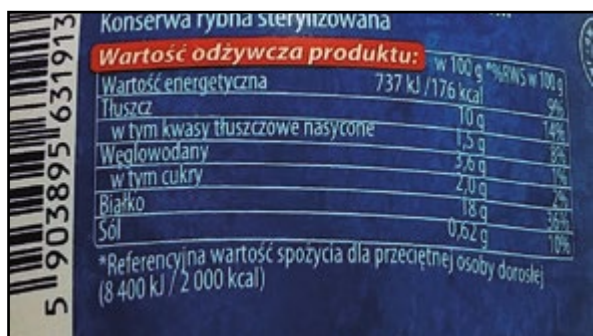 Konserwa rybna sterylizowana
Wartość odżywcza produktu:
w 100 g *%RWS w 100 g
Wartość energetyczna 737 kJ/176 kcal 9%
Tłuszcz 10 g 14%
w tym kwasy tłuszczowe nasycone 1,5 g 8%
Węglowodany 3,6 g 1%
w tym cukry 2,0 g 2%
Białko 18 g 36%
Sól 0,62 g 10%
*Referencyjna wartość spożycia dla przeciętnej osoby dorosłej
(8 400 kJ / 2 000 kcal)
5 903895 631913